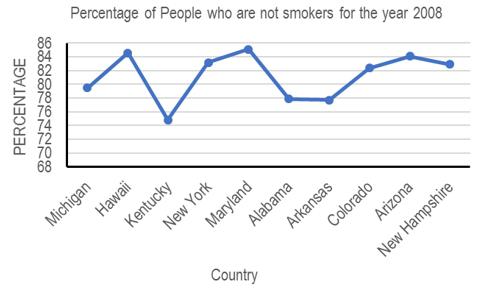 Percentage of People who are not smokers for the year 2008
PERCENTAGE
86
84
82
80
78
76
74
72
70
68
Michigan
Hawaii
Kentucky
New York
Maryland
Alabama
Arkansas
Colorado
Arizona
New Hampshire
Country